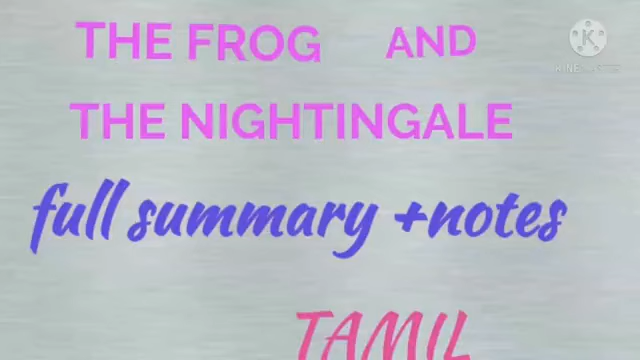 THE FROG AND
THE NIGHTINGALE
full summary +notes
TAMIL